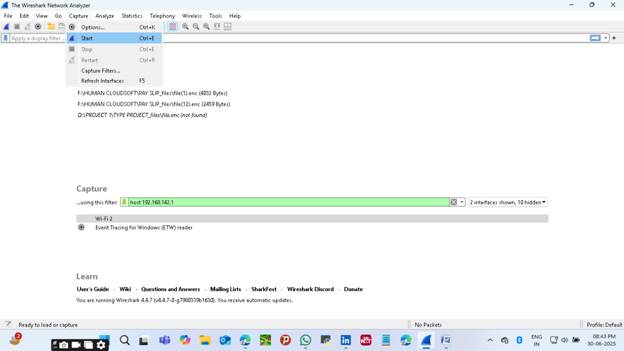 The Wireshark Network Analyzer
File Edit View Go Capture Analyze Statistics Telephony Wireless Tools Help
Options... Ctrl+K
Apply a display filter ...
Start Ctrl+E
Stop Ctrl+E
Restart Ctrl+R
Capture Filters...
Refresh Interfaces F5
F:\HUMAN CLOUDSOFT\PAY SLIP_files\file(1).enc (4053 Bytes)
F:\HUMAN CLOUDSOFT\PAY SLIP_files\file(12).enc (2459 Bytes)
D:\PROJECT 1\TYPE PROJECT_files\file.enc (not found)
Capture
...using this filter: host 192.168.142.1
2 interfaces shown, 10 hidden
Wi-Fi 2
Event Tracing for Windows (ETW) reader
Learn
User's Guide · Wiki · Questions and Answers · Mailing Lists · SharkFest · Wireshark Discord · Donate
You are running Wireshark 4.4.7 (v4.4.7-0-g7980339b1630). You receive automatic updates.
Ready to load or capture
No Packets
Profile: Default
ENG
IN
08:43 PM
30-06-2025